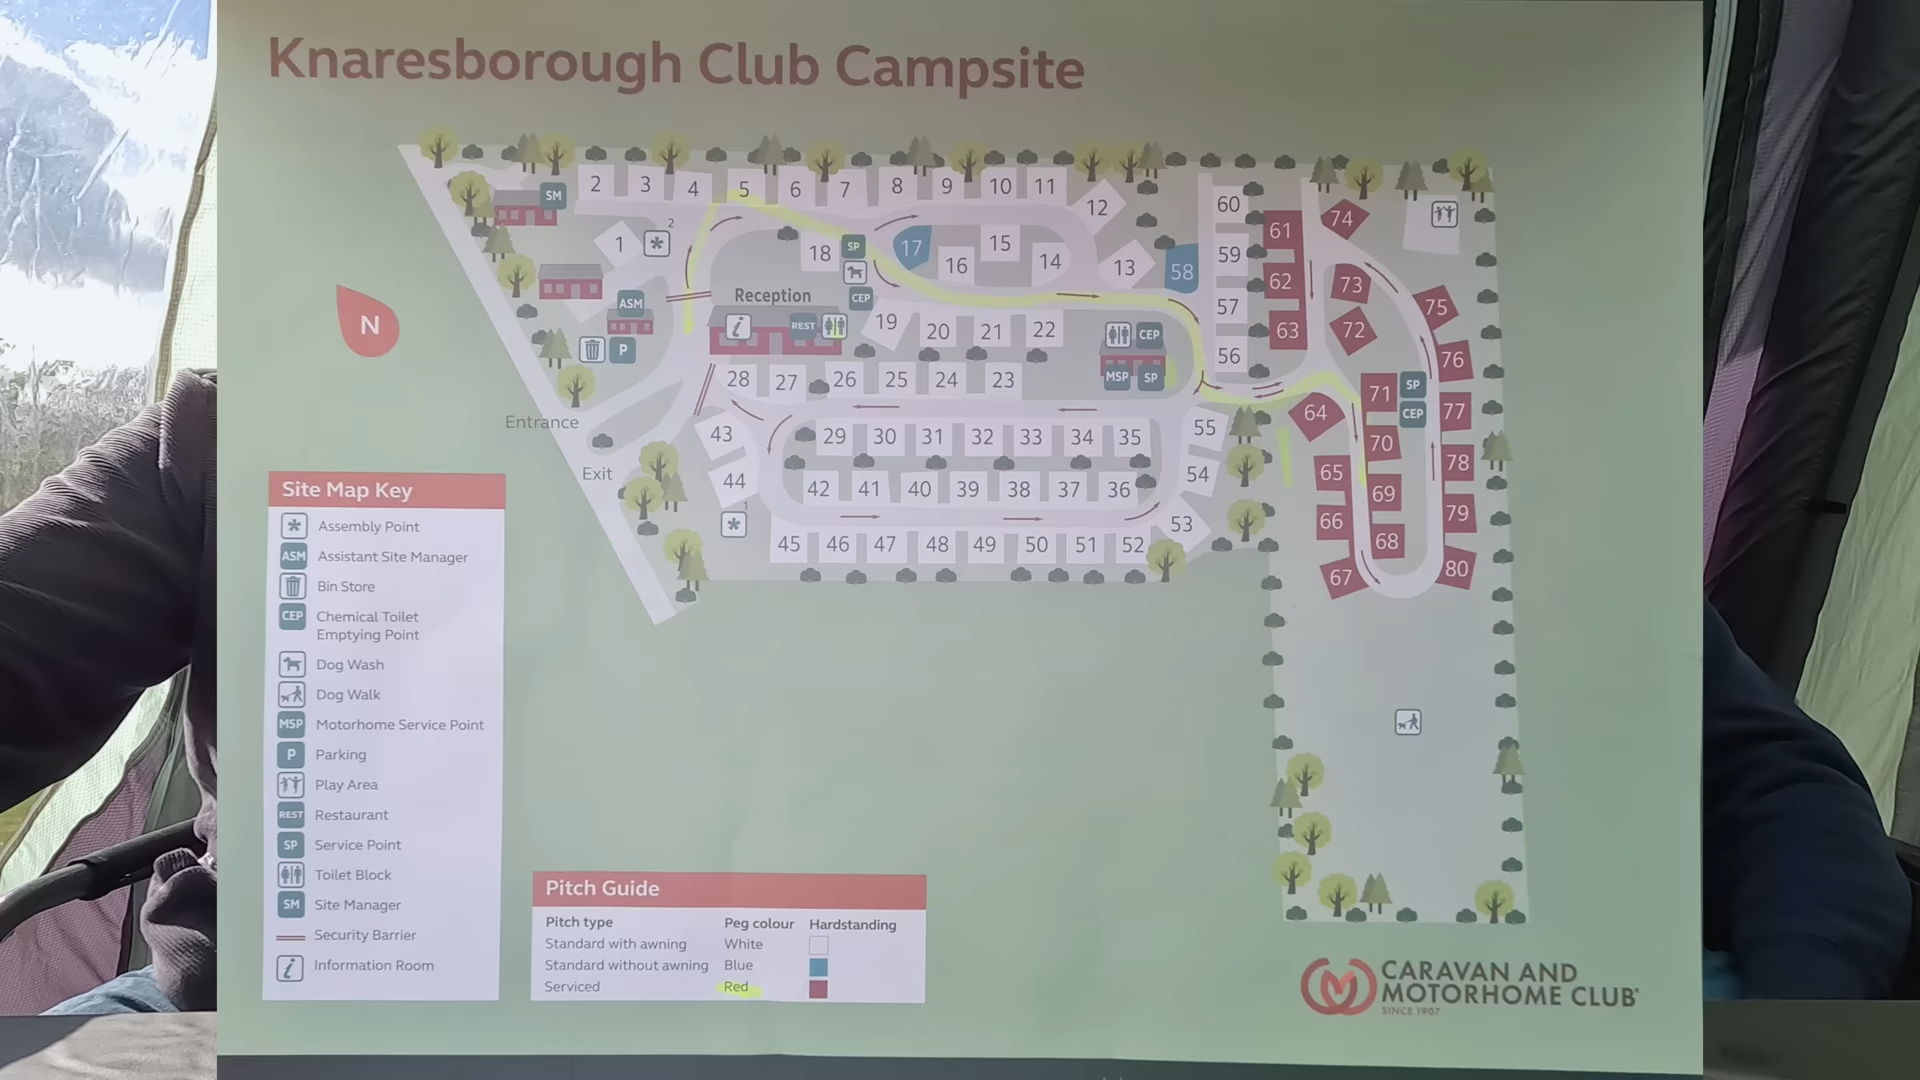 Knaresborough Club Campsite
2 3 4 5 6 7 8 9 10 11
SM
12
60
61 74
1 * 2
18 SP 17 16 15 14 13 58 59
62 73 75
N
ASM
Reception
CEP
57
i REST
19 20 21 22
CEP
63 72 76
P
56
28 27 26 25 24 23
MSP SP
71 SP
CEP
77
Entrance
64
43 29 30 31 32 33 34 35 55
70
78
Exit
44 42 41 40 39 38 37 36 54
65 69
79
* 1
53 66
45 46 47 48 49 50 51 52
68
67 80
Site Map Key
* Assembly Point
ASM Assistant Site Manager
Bin Store
CEP Chemical Toilet
Emptying Point
Dog Wash
Dog Walk
MSP Motorhome Service Point
P Parking
Play Area
REST Restaurant
SP Service Point
Toilet Block
SM Site Manager
Security Barrier
i Information Room
Pitch Guide
Pitch type Peg colour Hardstanding
Standard with awning White
Standard without awning Blue
Serviced Red
CARAVAN AND
MOTORHOME CLUB
SINCE 1907